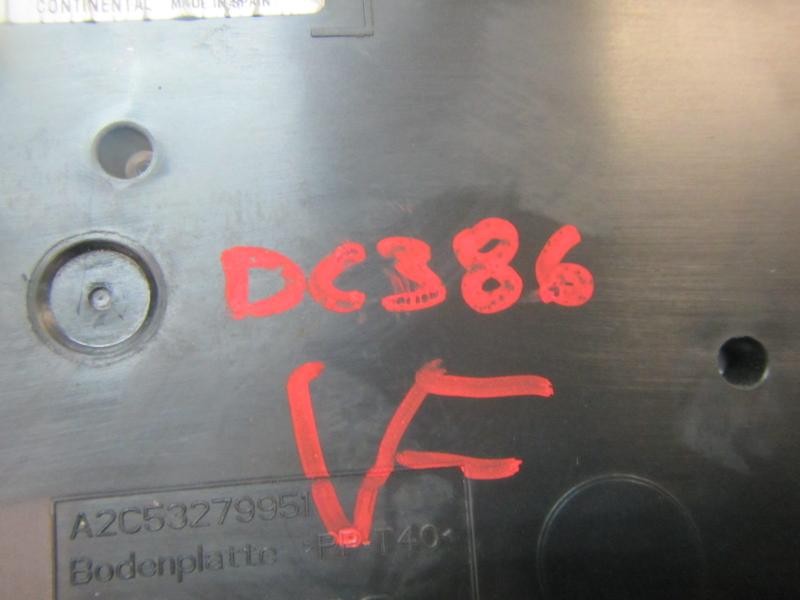 CONTINENTAL MADE IN SPAIN
DC386
VF
A2C53279951
Bodenplatte >PP-T40<